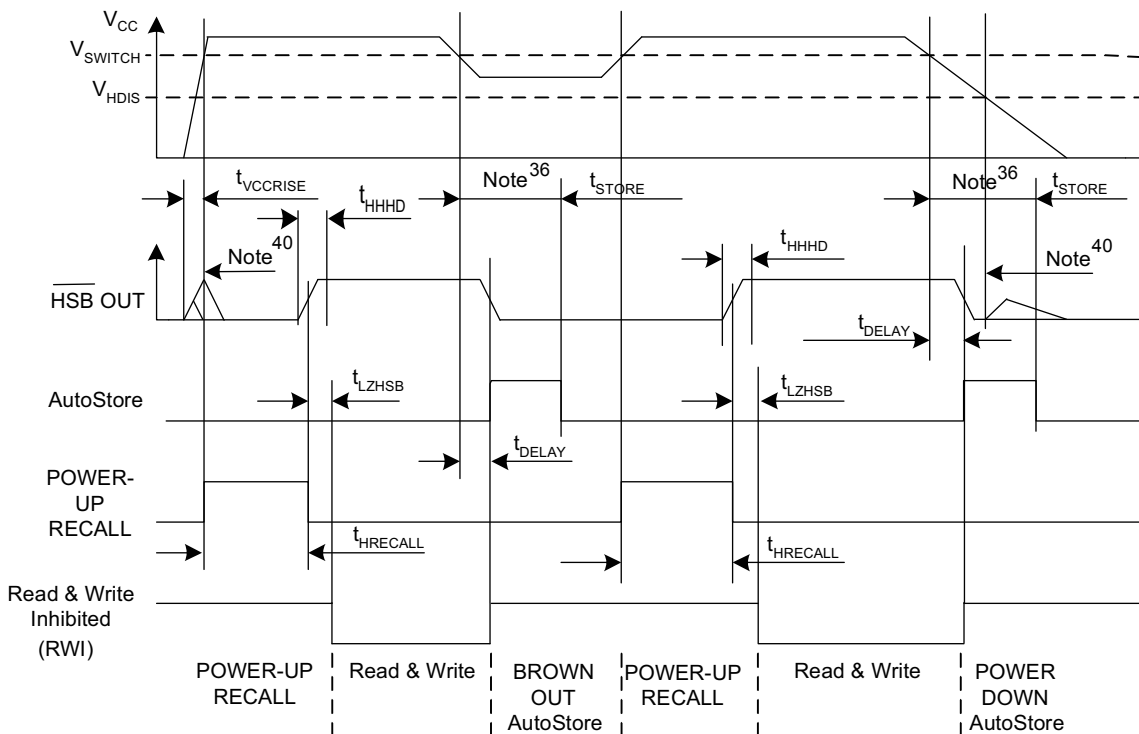 VCC
VSWITCH
VHDIS
tVCCRISE
Note36
tSTORE
Note36
tSTORE
tHHHD
Note40
tHHHD
Note40
HSB OUT
tDELAY
tLZHSB
tLZHSB
AutoStore
tDELAY
POWER-
UP
RECALL
tHRECALL
tHRECALL
Read & Write
Inhibited
(RWI)
POWER-UP
RECALL
Read & Write
BROWN
OUT
AutoStore
POWER-UP
RECALL
Read & Write
POWER
DOWN
AutoStore